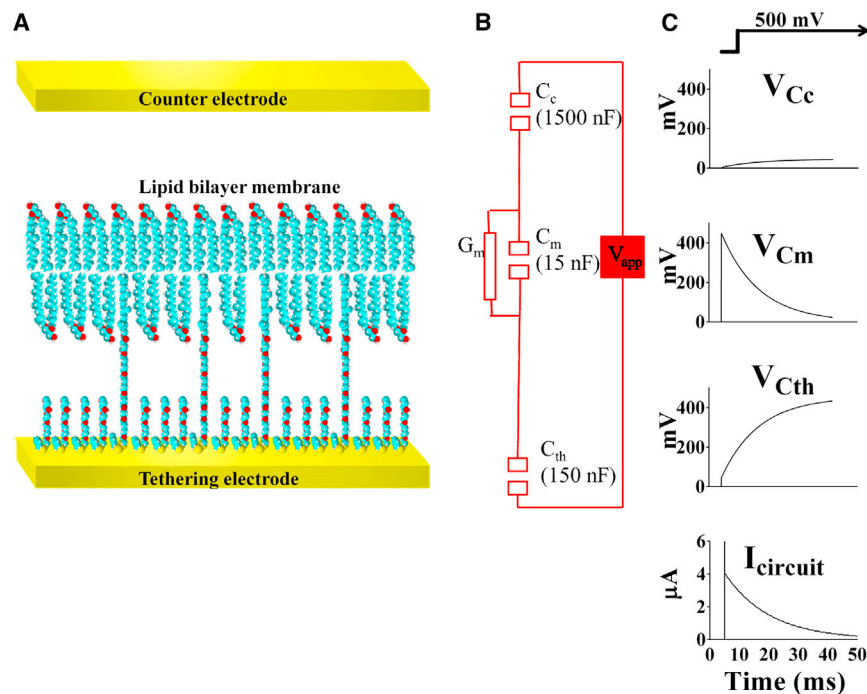 A
Counter electrode
Lipid bilayer membrane
Tethering electrode
B
Cc
(1500 nF)
Gm
Cm
(15 nF)
Vapp
Cth
(150 nF)
C
500 mV
VCc
400
200
0
mV
VCm
400
200
0
mV
VCth
400
200
0
mV
Icircuit
6
4
2
0
µA
0 10 20 30 40 50
Time (ms)